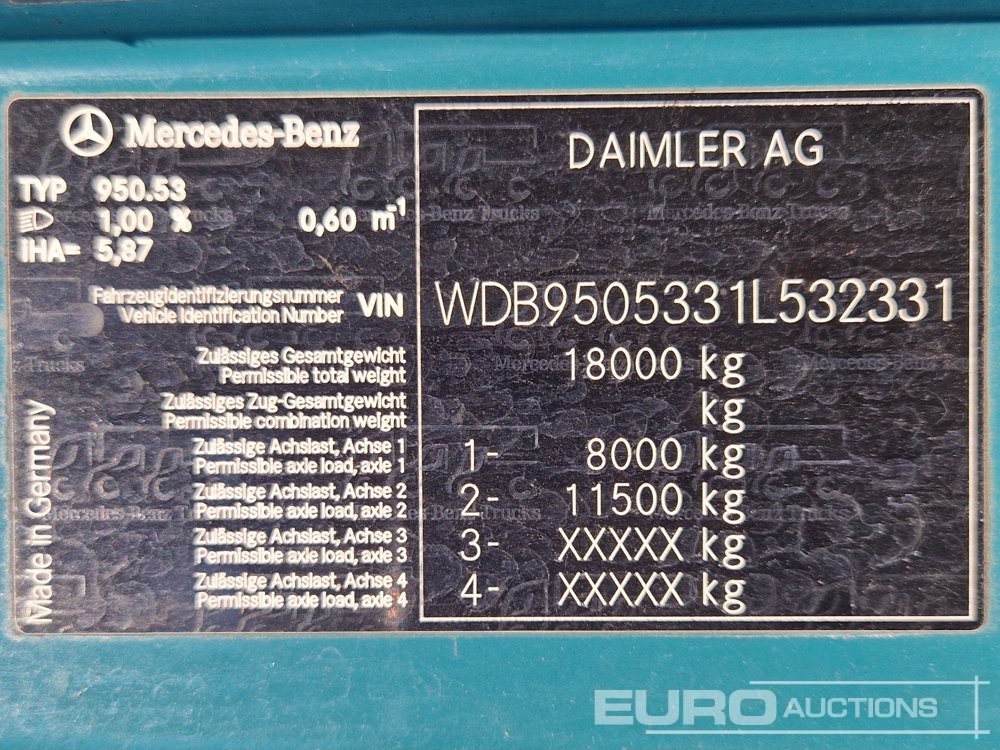 Mercedes-Benz
DAIMLER AG
TYP 950.53
1,00 % 0,60 m-1
IHA= 5,87
Fahrzeugidentifizierungsnummer
Vehicle Identification Number
VIN WDB9505331L532331
Zulässiges Gesamtgewicht
Permissible total weight
18000 kg
Zulässiges Zug-Gesamtgewicht
Permissible combination weight
kg
Zulässige Achslast, Achse 1
Permissible axle load, axle 1
1- 8000 kg
Zulässige Achslast, Achse 2
Permissible axle load, axle 2
2- 11500 kg
Zulässige Achslast, Achse 3
Permissible axle load, axle 3
3- XXXXX kg
Zulässige Achslast, Achse 4
Permissible axle load, axle 4
4- XXXXX kg
Made in Germany
Mercedes-Benz Trucks
EURO AUCTIONS